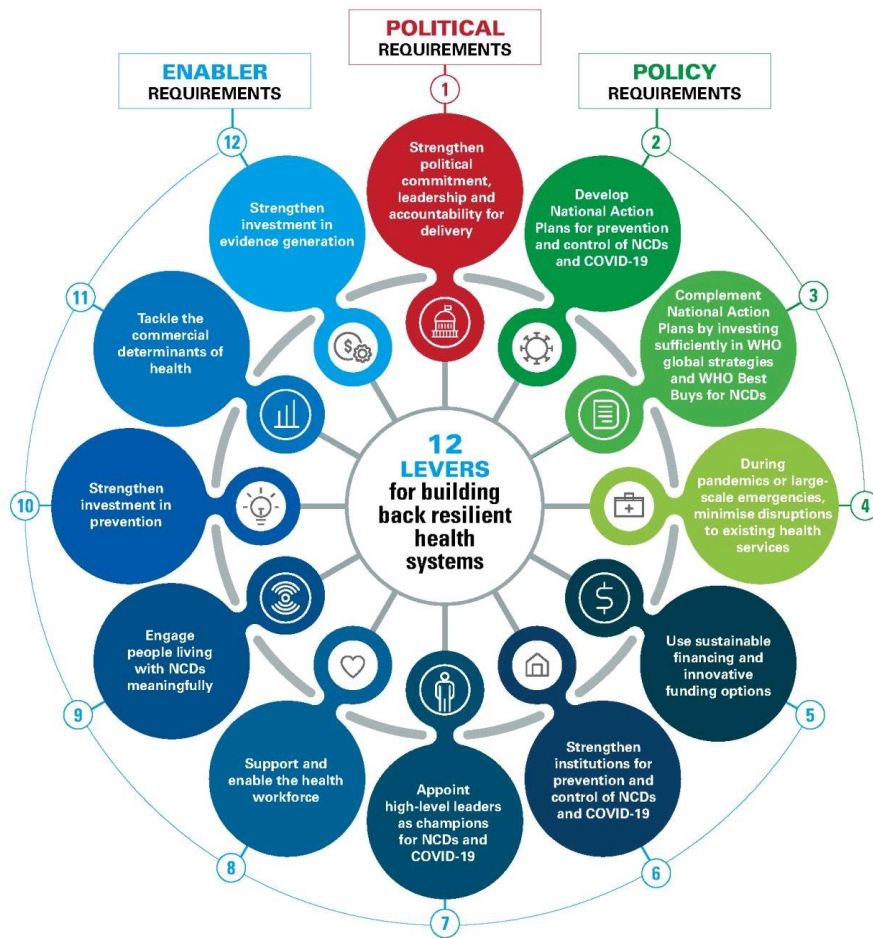 POLITICAL
REQUIREMENTS
ENABLER
REQUIREMENTS
POLICY
REQUIREMENTS
12
LEVERS
for building
back resilient
health
systems
1
Strengthen
political
commitment,
leadership and
accountability for
delivery
2
Develop
National Action
Plans for prevention
and control of NCDs
and COVID-19
3
Complement
National Action
Plans by investing
sufficiently in WHO
global strategies
and WHO Best
Buys for NCDs
4
During
pandemics or large-
scale emergencies,
minimise disruptions
to existing health
services
$
5
Use sustainable
financing and
innovative
funding options
6
Strengthen
institutions for
prevention and
control of NCDs
and COVID-19
7
Appoint
high-level leaders
as champions
for NCDs and
COVID-19
8
Support and
enable the health
workforce
9
Engage
people living
with NCDs
meaningfully
10
Strengthen
investment in
prevention
11
Tackle the
commercial
determinants of
health
12
Strengthen
investment in
evidence generation
$